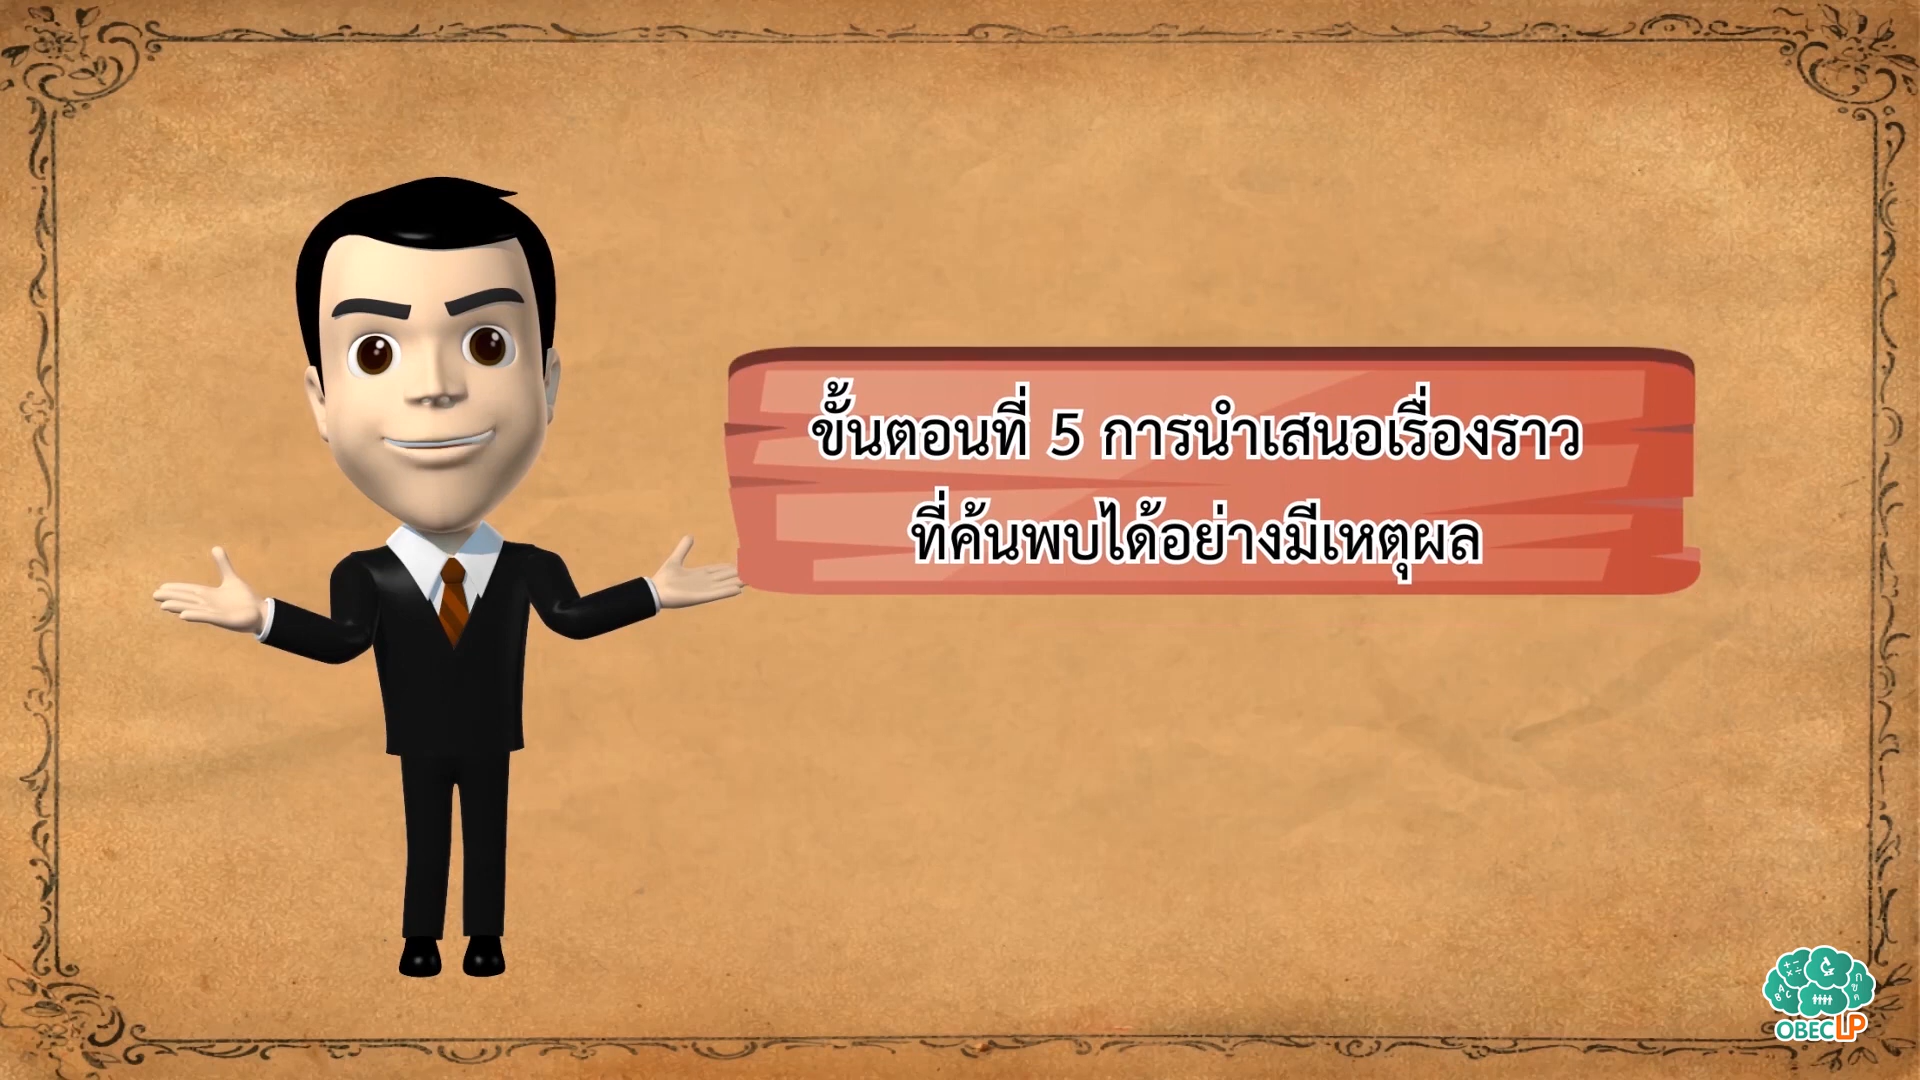 ขั้นตอนที่ 5 การนำเสนอเรื่องราว
ที่ค้นพบได้อย่างมีเหตุผล
OBECLP